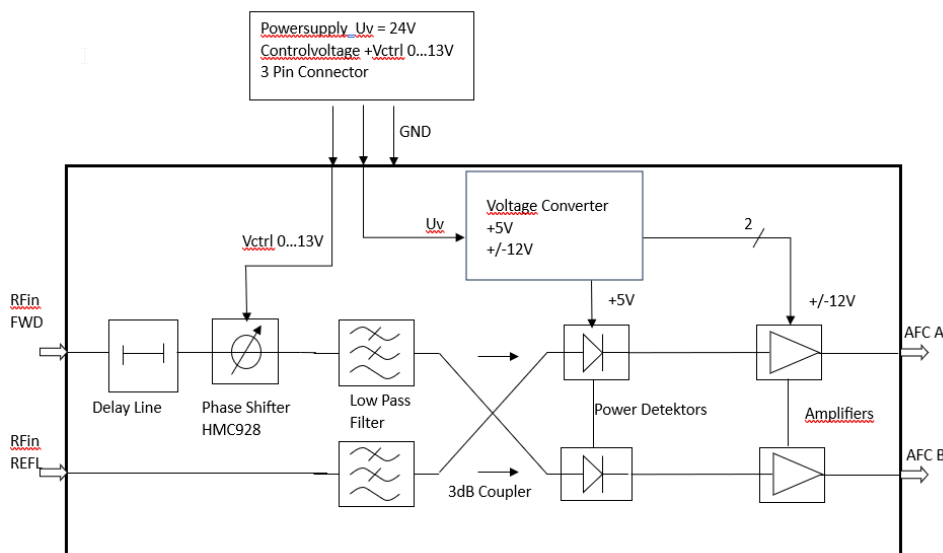 Powersupply_Uv = 24V
Controlvoltage +Vctrl 0...13V
3 Pin Connector
GND
Voltage Converter
+5V
+/-12V
Uv
2
Vctrl 0...13V
+5V
+/-12V
RFin
FWD
AFC A
Delay Line
Phase Shifter
HMC928
Low Pass
Filter
Power Detektors
Amplifiers
RFin
REFL
3dB Coupler
AFC B